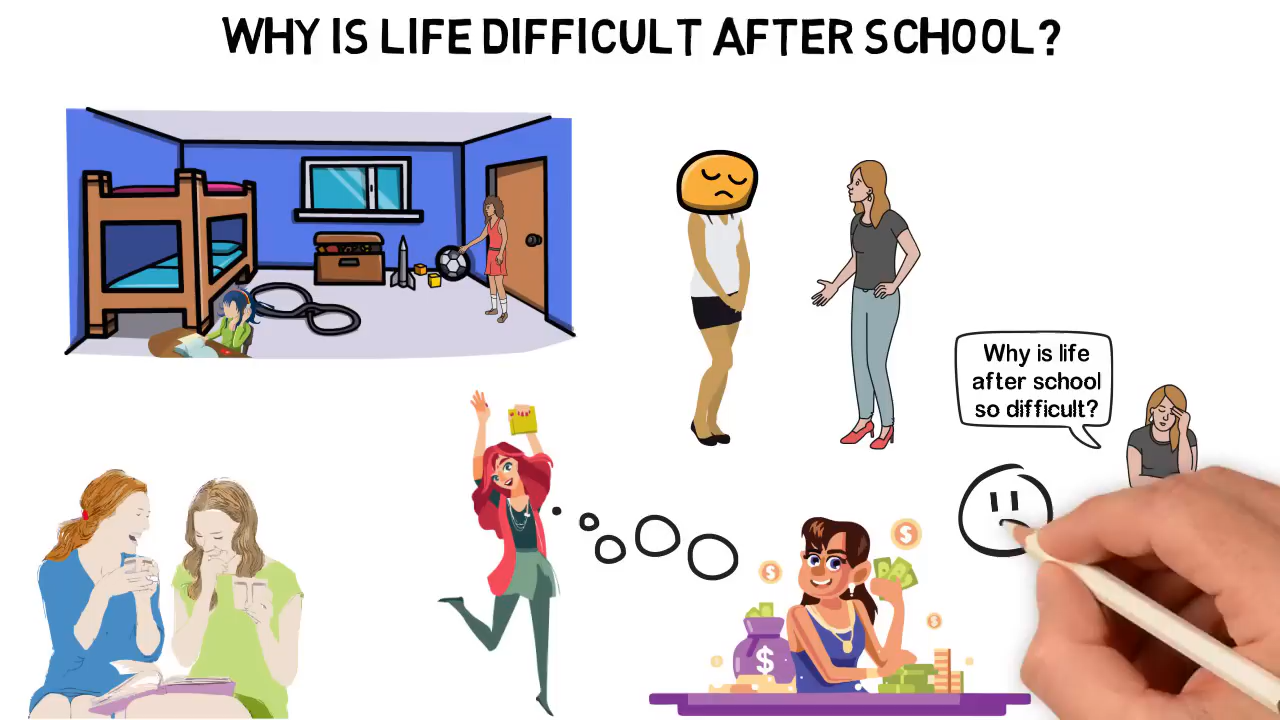 WHY IS LIFE DIFFICULT AFTER SCHOOL?
Why is life
after school
so difficult?
$
$
$
$